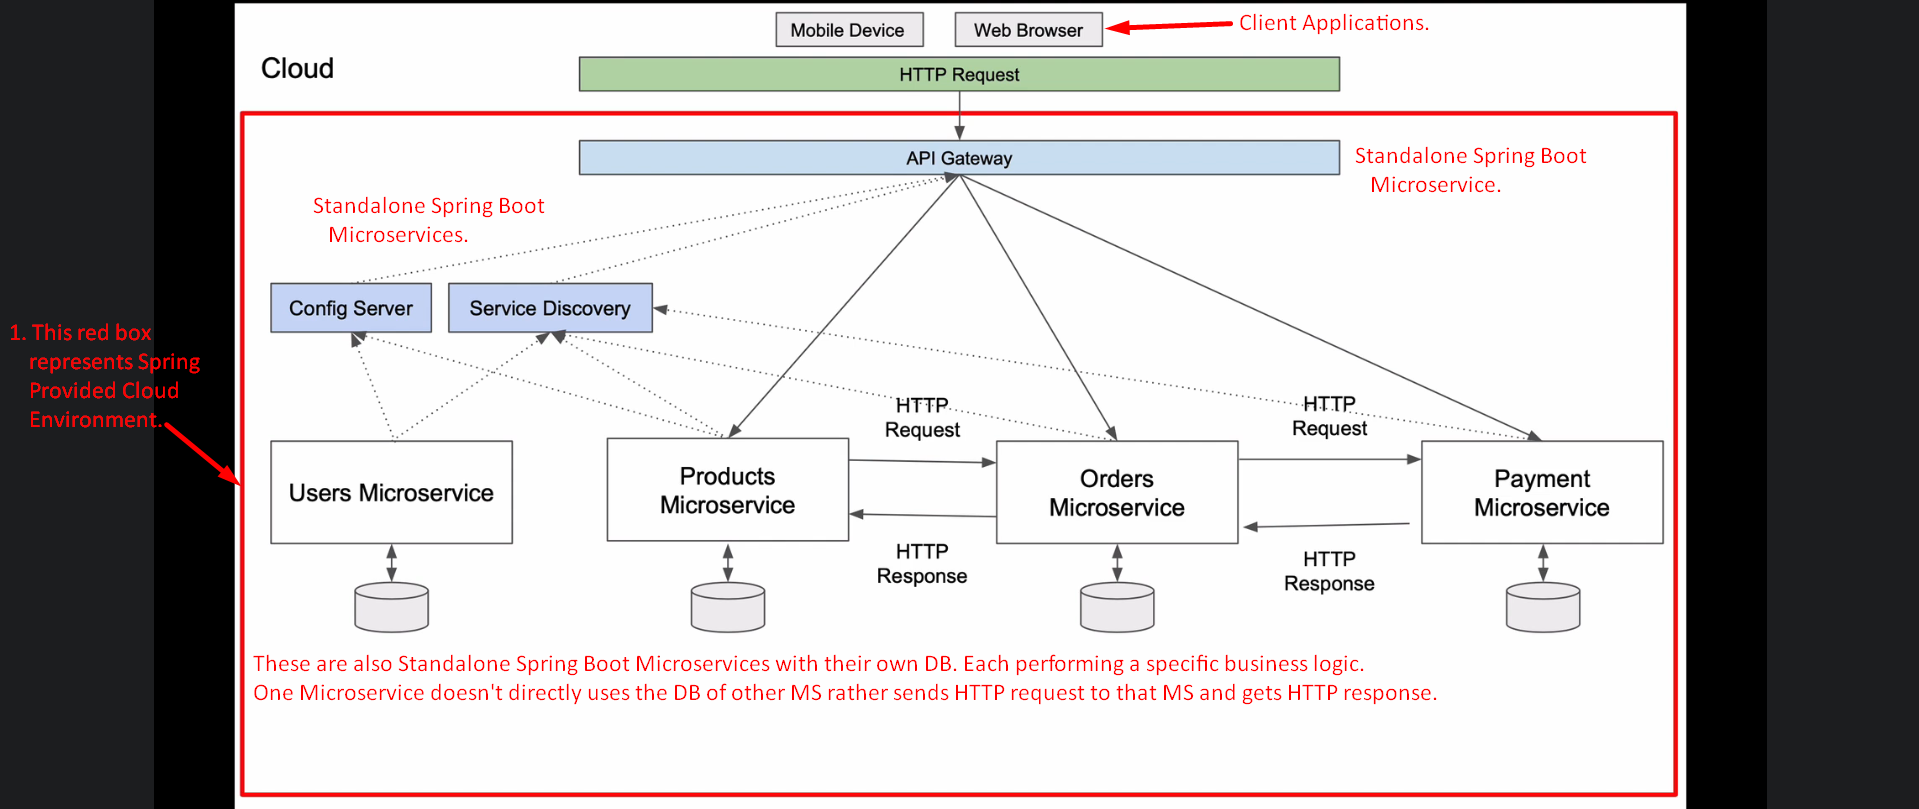 Mobile Device
Web Browser
Client Applications.
Cloud
HTTP Request
API Gateway
Standalone Spring Boot
Microservice.
Standalone Spring Boot
Microservices.
Config Server
Service Discovery
1. This red box
represents Spring
Provided Cloud
Environment.
HTTP
Request
HTTP
Request
Users Microservice
Products
Microservice
Orders
Microservice
Payment
Microservice
HTTP
Response
HTTP
Response
These are also Standalone Spring Boot Microservices with their own DB. Each performing a specific business logic.
One Microservice doesn't directly uses the DB of other MS rather sends HTTP request to that MS and gets HTTP response.